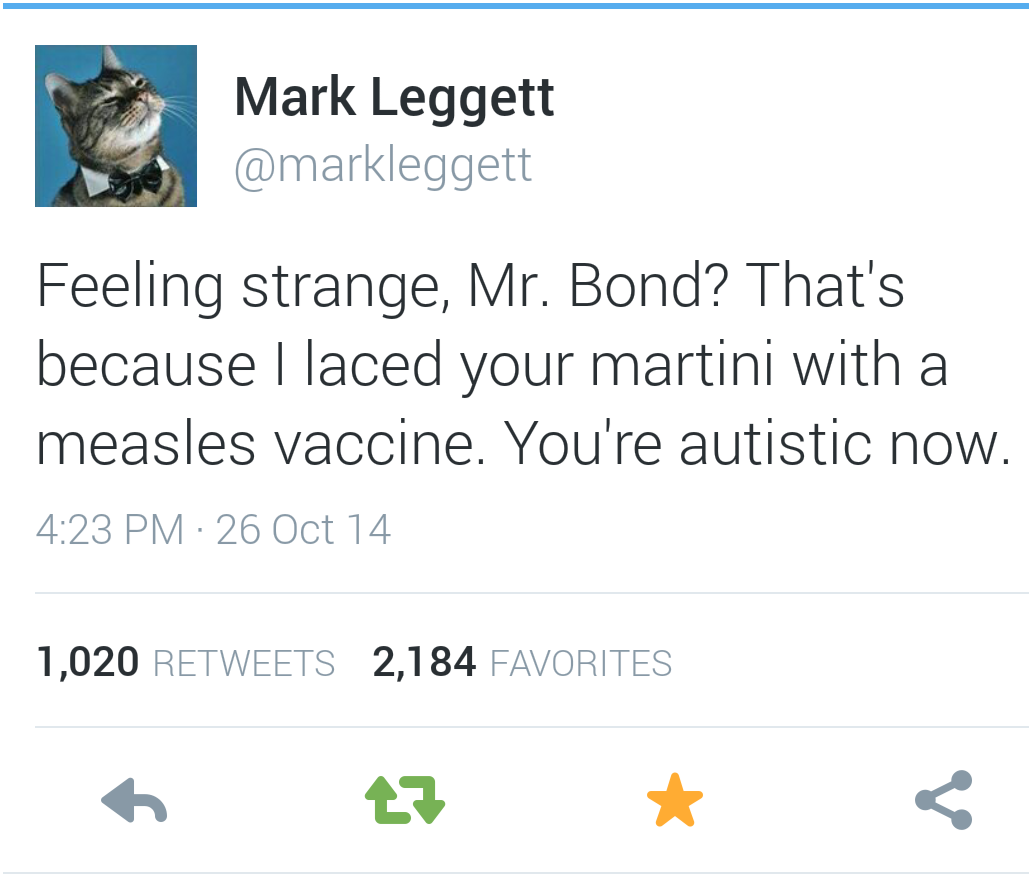 Mark Leggett
@markleggett
Feeling strange, Mr. Bond? That's
because I laced your martini with a
measles vaccine. You're autistic now.
4:23 PM · 26 Oct 14
1,020 RETWEETS 2,184 FAVORITES